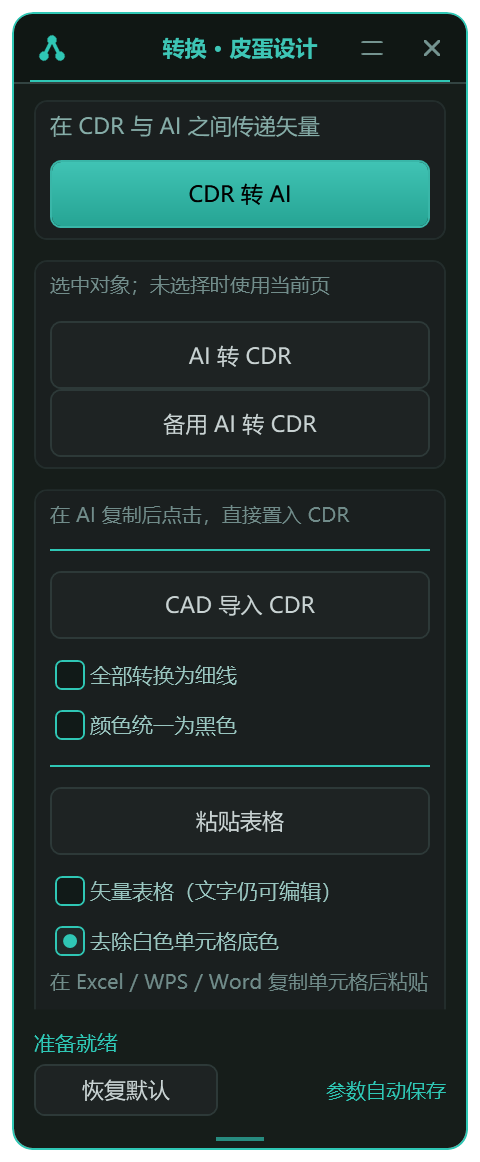 转换·皮蛋设计
在 CDR 与 AI 之间传递矢量
CDR 转 AI
选中对象；未选择时使用当前页
AI 转 CDR
备用 AI 转 CDR
在 AI 复制后点击，直接置入 CDR
CAD 导入 CDR
全部转换为细线
颜色统一为黑色
粘贴表格
矢量表格（文字仍可编辑）
去除白色单元格底色
在 Excel / WPS / Word 复制单元格后粘贴
准备就绪
恢复默认
参数自动保存